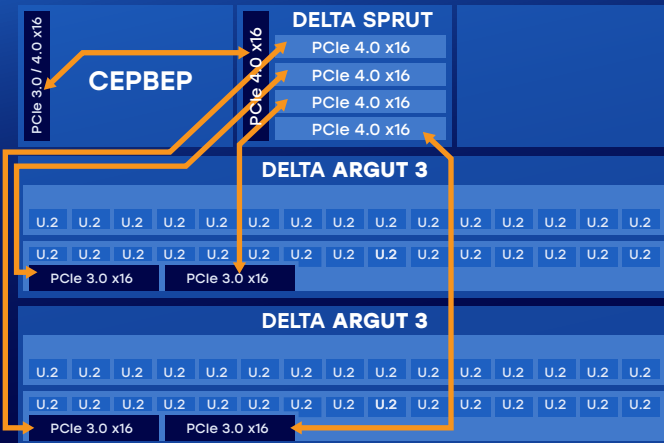 PCIe 3.0 / 4.0 x16
СЕРВЕР
PCIe 4.0 x16
DELTA SPRUT
PCIe 4.0 x16
PCIe 4.0 x16
PCIe 4.0 x16
PCIe 4.0 x16
DELTA ARGUT 3
U.2 U.2 U.2 U.2 U.2 U.2 U.2 U.2 U.2 U.2 U.2 U.2 U.2 U.2 U.2
U.2 U.2 U.2 U.2 U.2 U.2 U.2 U.2 U.2 U.2 U.2 U.2 U.2 U.2 U.2
PCIe 3.0 x16 PCIe 3.0 x16
DELTA ARGUT 3
U.2 U.2 U.2 U.2 U.2 U.2 U.2 U.2 U.2 U.2 U.2 U.2 U.2 U.2 U.2
U.2 U.2 U.2 U.2 U.2 U.2 U.2 U.2 U.2 U.2 U.2 U.2 U.2 U.2 U.2
PCIe 3.0 x16 PCIe 3.0 x16